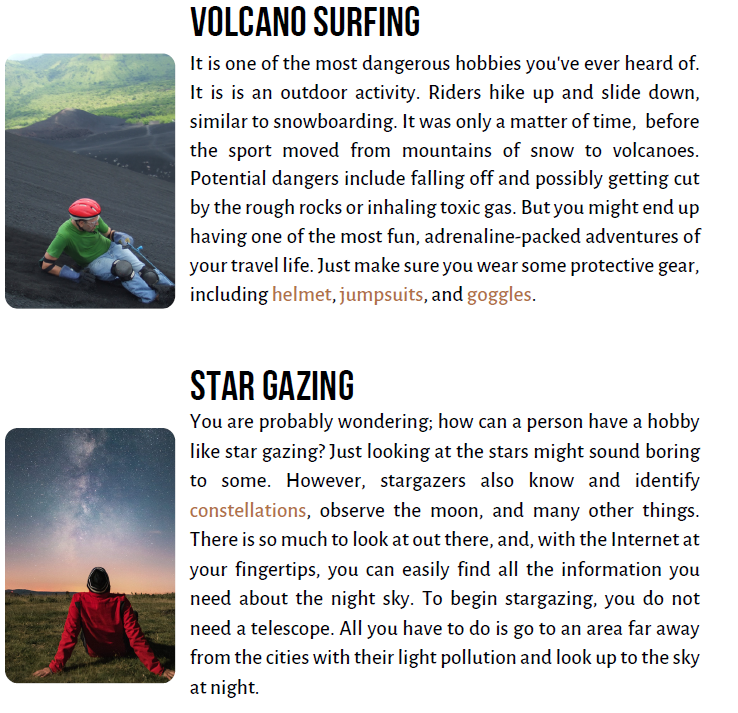 VOLCANO SURFING
It is one of the most dangerous hobbies you've ever heard of.
It is is an outdoor activity. Riders hike up and slide down,
similar to snowboarding. It was only a matter of time, before
the sport moved from mountains of snow to volcanoes.
Potential dangers include falling off and possibly getting cut
by the rough rocks or inhaling toxic gas. But you might end up
having one of the most fun, adrenaline-packed adventures of
your travel life. Just make sure you wear some protective gear,
including helmet, jumpsuits, and goggles.
STAR GAZING
You are probably wondering; how can a person have a hobby
like star gazing? Just looking at the stars might sound boring
to some. However, stargazers also know and identify
constellations, observe the moon, and many other things.
There is so much to look at out there, and, with the Internet at
your fingertips, you can easily find all the information you
need about the night sky. To begin stargazing, you do not
need a telescope. All you have to do is go to an area far away
from the cities with their light pollution and look up to the sky
at night.